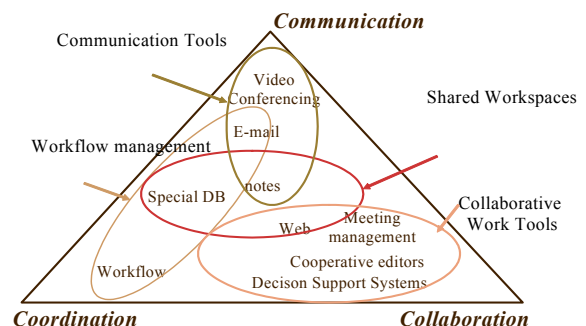 Communication
Communication Tools
Video
Conferencing
Shared Workspaces
E-mail
Workflow management
Special DB
notes
Collaborative
Work Tools
Meeting
management
Web
Cooperative editors
Workflow
Decison Support Systems
Coordination
Collaboration